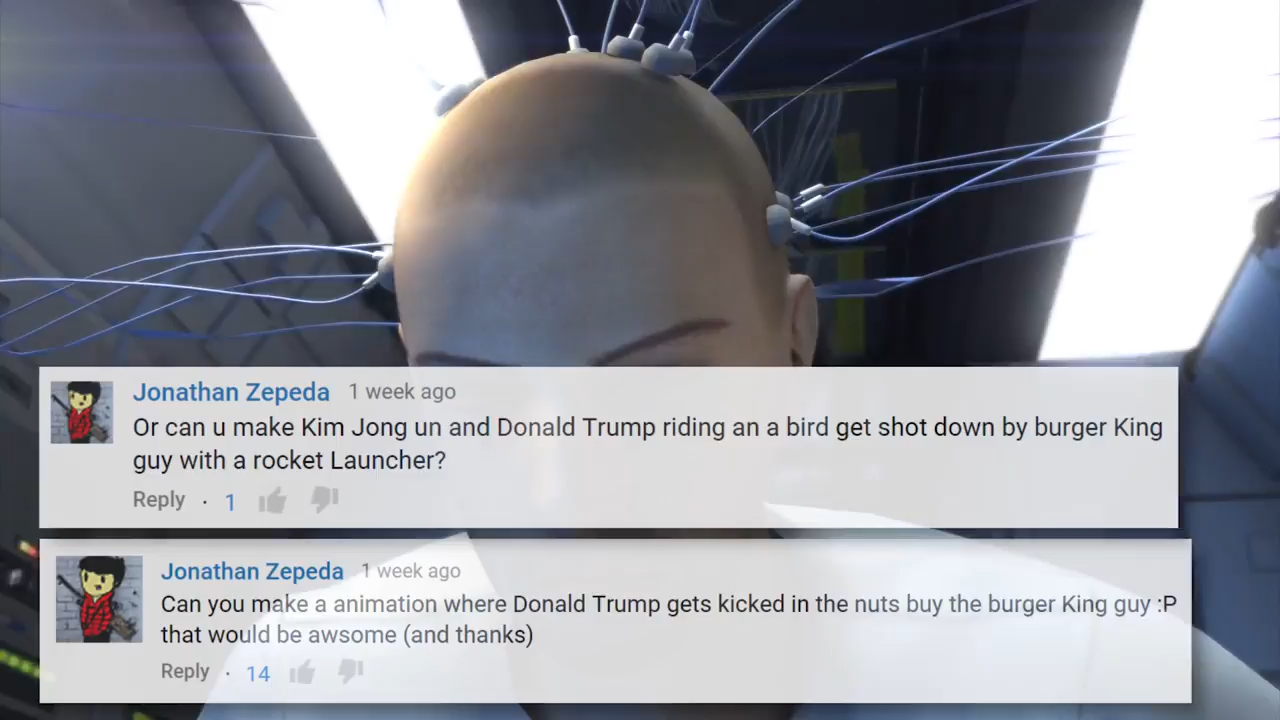 Jonathan Zepeda 1 week ago
Or can u make Kim Jong un and Donald Trump riding an a bird get shot down by burger King
guy with a rocket Launcher?
Reply · 1
Jonathan Zepeda 1 week ago
Can you make a animation where Donald Trump gets kicked in the nuts buy the burger King guy :P
that would be awsome (and thanks)
Reply · 14